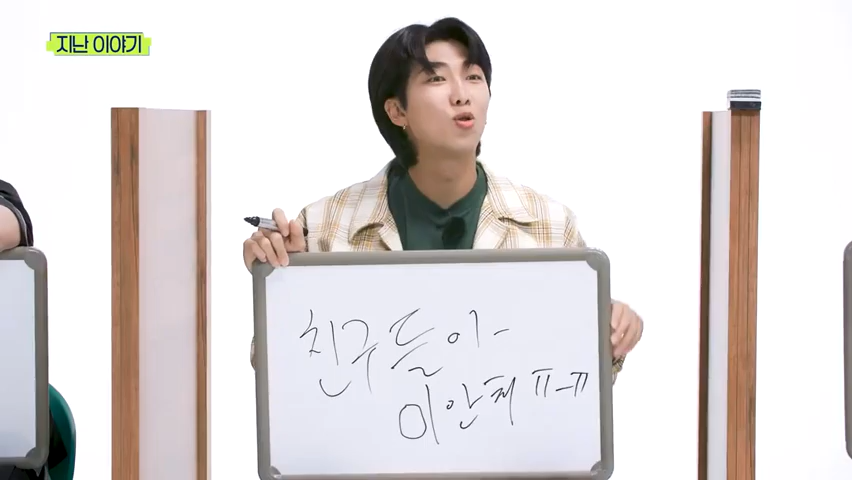 지난 이야기
친구들아-
미안해 ㅠ-ㅠ